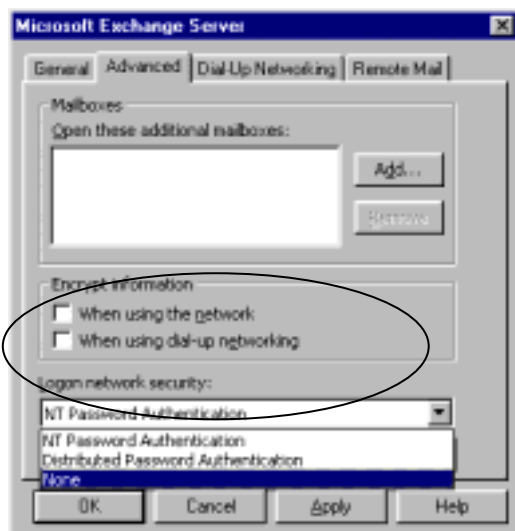 Microsoft Exchange Server
General Advanced Dial-Up Networking Remote Mail
Mailboxes
Open these additional mailboxes:
Add...
Remove
Encrypt information
When using the network
When using dial-up networking
Logon network security:
NT Password Authentication
NT Password Authentication
Distributed Password Authentication
None
OK Cancel Apply Help